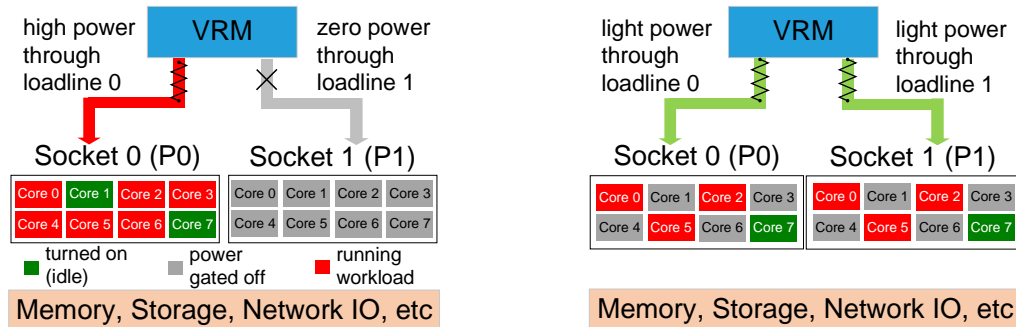 high power
through
loadline 0
VRM
zero power
through
loadline 1
Socket 0 (P0)
Socket 1 (P1)
Core 0 Core 1 Core 2 Core 3
Core 4 Core 5 Core 6 Core 7
Core 0 Core 1 Core 2 Core 3
Core 4 Core 5 Core 6 Core 7
turned on
(idle)
power
gated off
running
workload
Memory, Storage, Network IO, etc
light power
through
loadline 0
VRM
light power
through
loadline 1
Socket 0 (P0)
Socket 1 (P1)
Core 0 Core 1 Core 2 Core 3
Core 4 Core 5 Core 6 Core 7
Core 0 Core 1 Core 2 Core 3
Core 4 Core 5 Core 6 Core 7
Memory, Storage, Network IO, etc